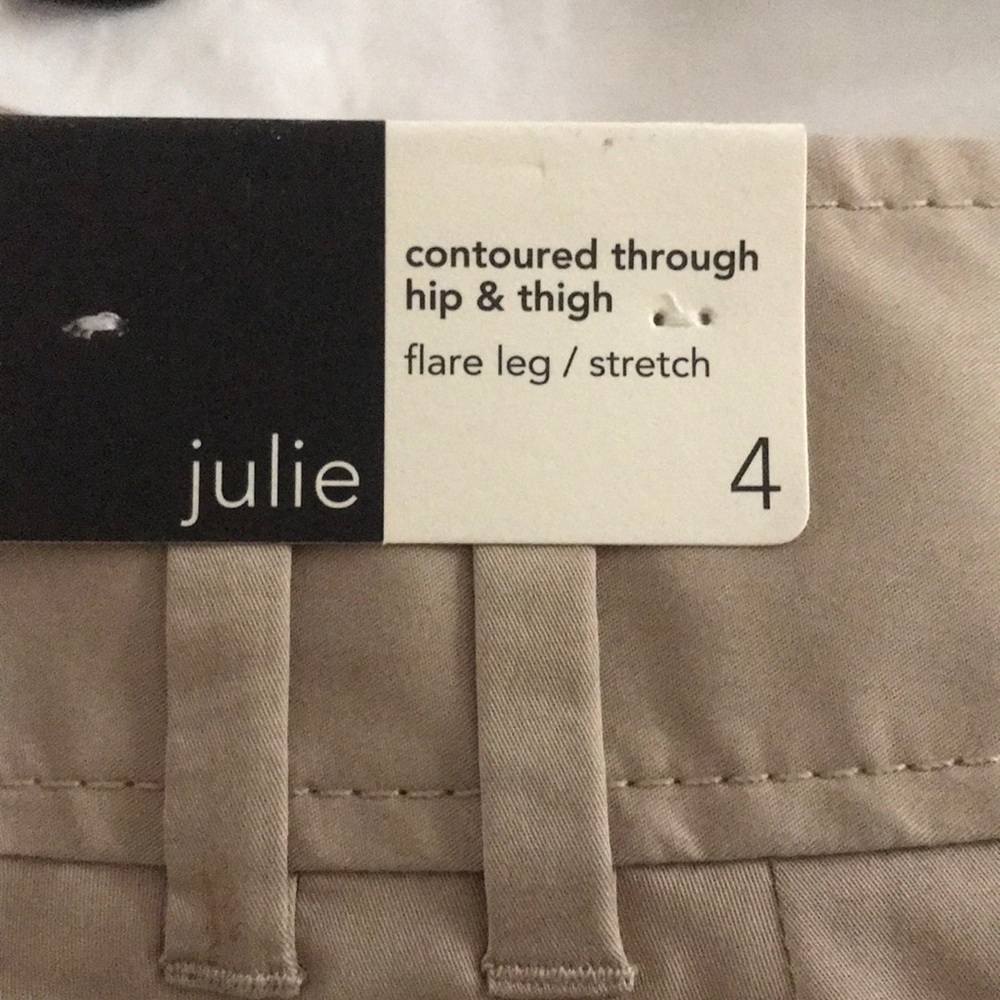 contoured through
hip & thigh
flare leg / stretch
julie
4